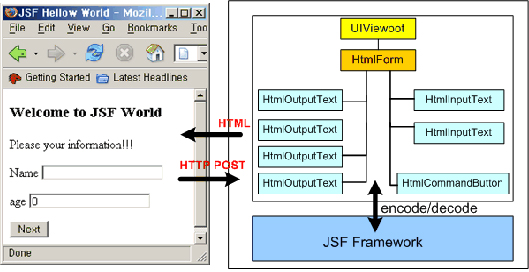 JSF Hellow World - Mozil...
File Edit View Go Bookmarks Tools
Getting Started Latest Headlines
Welcome to JSF World
Please your information!!!
Name
age 0
Next
Done
HTML
HTTP POST
UIViewoot
HtmlForm
HtmlOutputText HtmlInputText
HtmlOutputText HtmlInputText
HtmlOutputText
HtmlOutputText HtmlCommandButton
encode/decode
JSF Framework